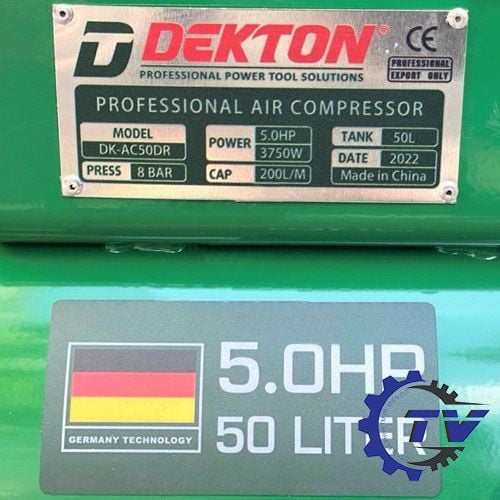 DEKTON®
CE
PROFESSIONAL POWER TOOL SOLUTIONS
PROFESSIONAL
EXPORT ONLY
PROFESSIONAL AIR COMPRESSOR
MODEL
DK-AC50DR
POWER 5.0HP
3750W
TANK 50L
PRESS 8 BAR
CAP 200L/M
DATE 2022
Made in China
GERMANY TECHNOLOGY
5.0HP
50 LITER
TV